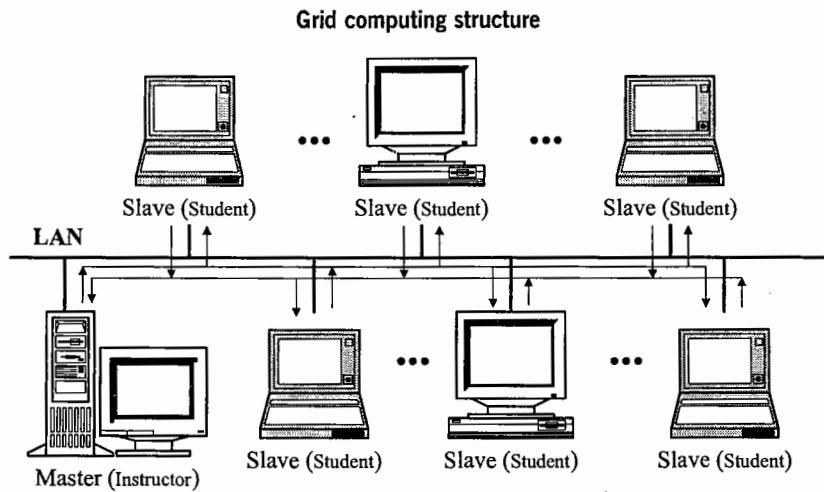 Grid computing structure
Slave (Student) Slave (Student) Slave (Student)
LAN
Master (Instructor) Slave (Student) Slave (Student) Slave (Student)